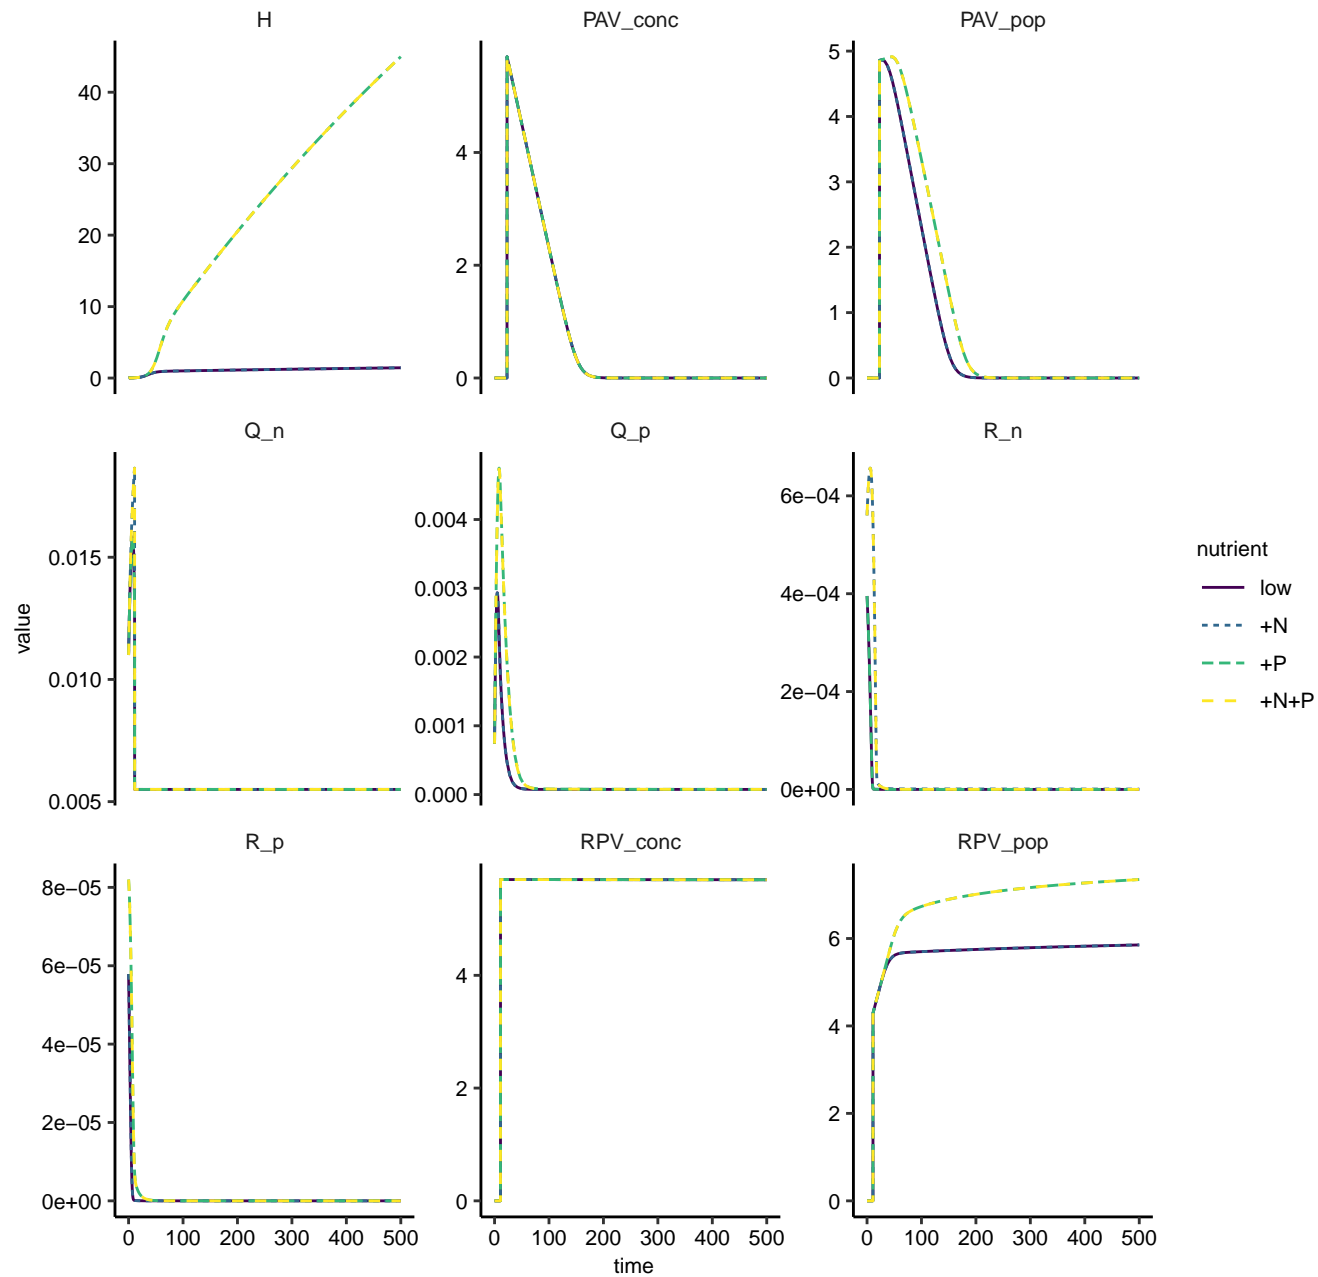 H
PAV_conc
PAV_pop
40
30
20
10
0
4
2
0
5
4
3
2
1
0
Q_n
Q_p
R_n
0.015
0.010
0.005
0.004
0.003
0.002
0.001
0.000
6e−04
4e−04
2e−04
0e+00
R_p
RPV_conc
RPV_pop
8e−05
6e−05
4e−05
2e−05
0e+00
4
2
0
6
4
2
0
0 100 200 300 400 500
0 100 200 300 400 500
0 100 200 300 400 500
time
value
nutrient
low
+N
+P
+N+P